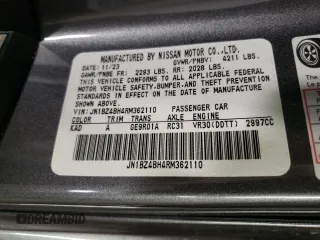 MANUFACTURED BY NISSAN MOTOR CO.,LTD.
DATE: 11/23 GVWR/PNBV: 4211 LBS.
GAWR/PNBE FR: 2293 LBS. RR: 2028 LBS.
THIS VEHICLE CONFORMS TO ALL APPLICABLE FEDERAL
MOTOR VEHICLE SAFETY,BUMPER,AND THEFT PREVENTION
STANDARDS IN EFFECT ON THE DATE OF MANUFACTURE
SHOWN ABOVE.
VIN: JN1BZ4BH4RM362110 PASSENGER CAR
COLOR TRIM TRANS AXLE ENGINE
KAD A GE9R01A RC31 VR30(DDTT) 2997CC
JN1BZ4BH4RM362110
DREAMBID